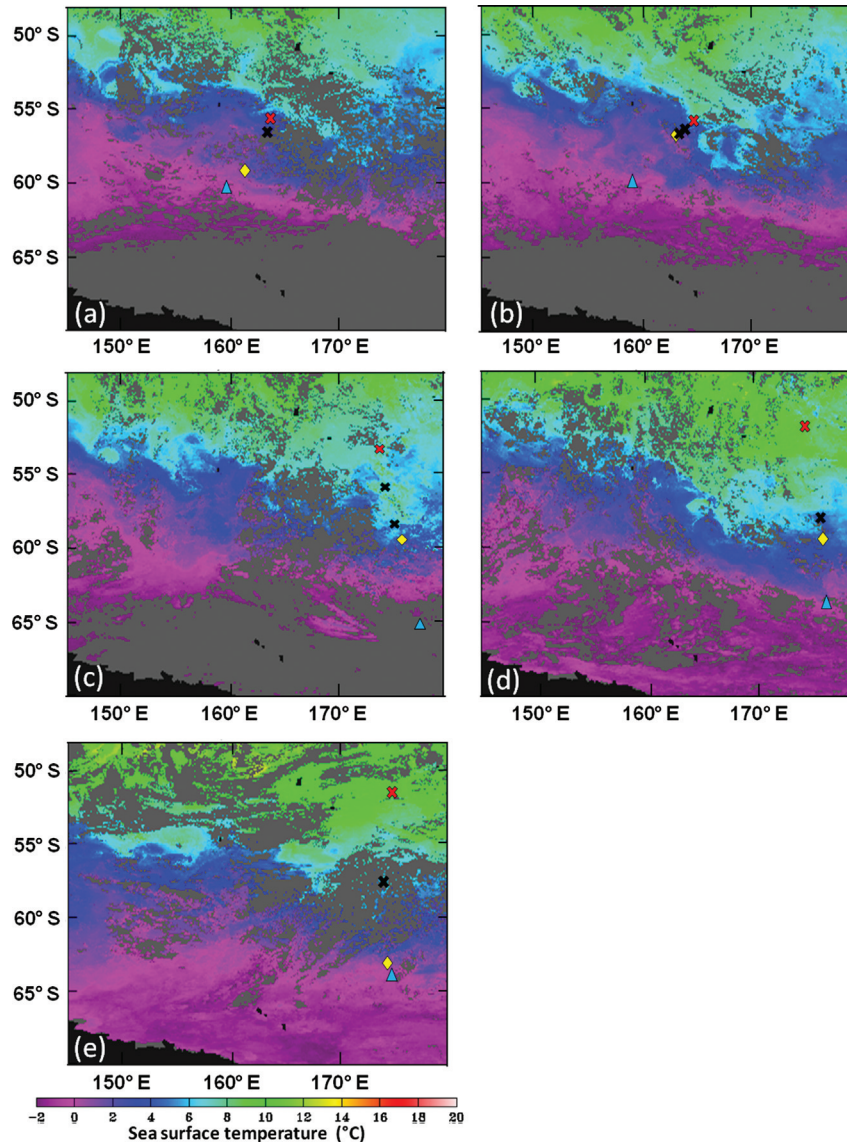 50° S
55° S
60° S
65° S
(a)
(b)
150° E
160° E
170° E
150° E
160° E
170° E
50° S
55° S
60° S
65° S
(c)
(d)
150° E
160° E
170° E
150° E
160° E
170° E
50° S
55° S
60° S
65° S
(e)
150° E
160° E
170° E
−2 0 2 4 6 8 10 12 14 16 18 20
Sea surface temperature (°C)